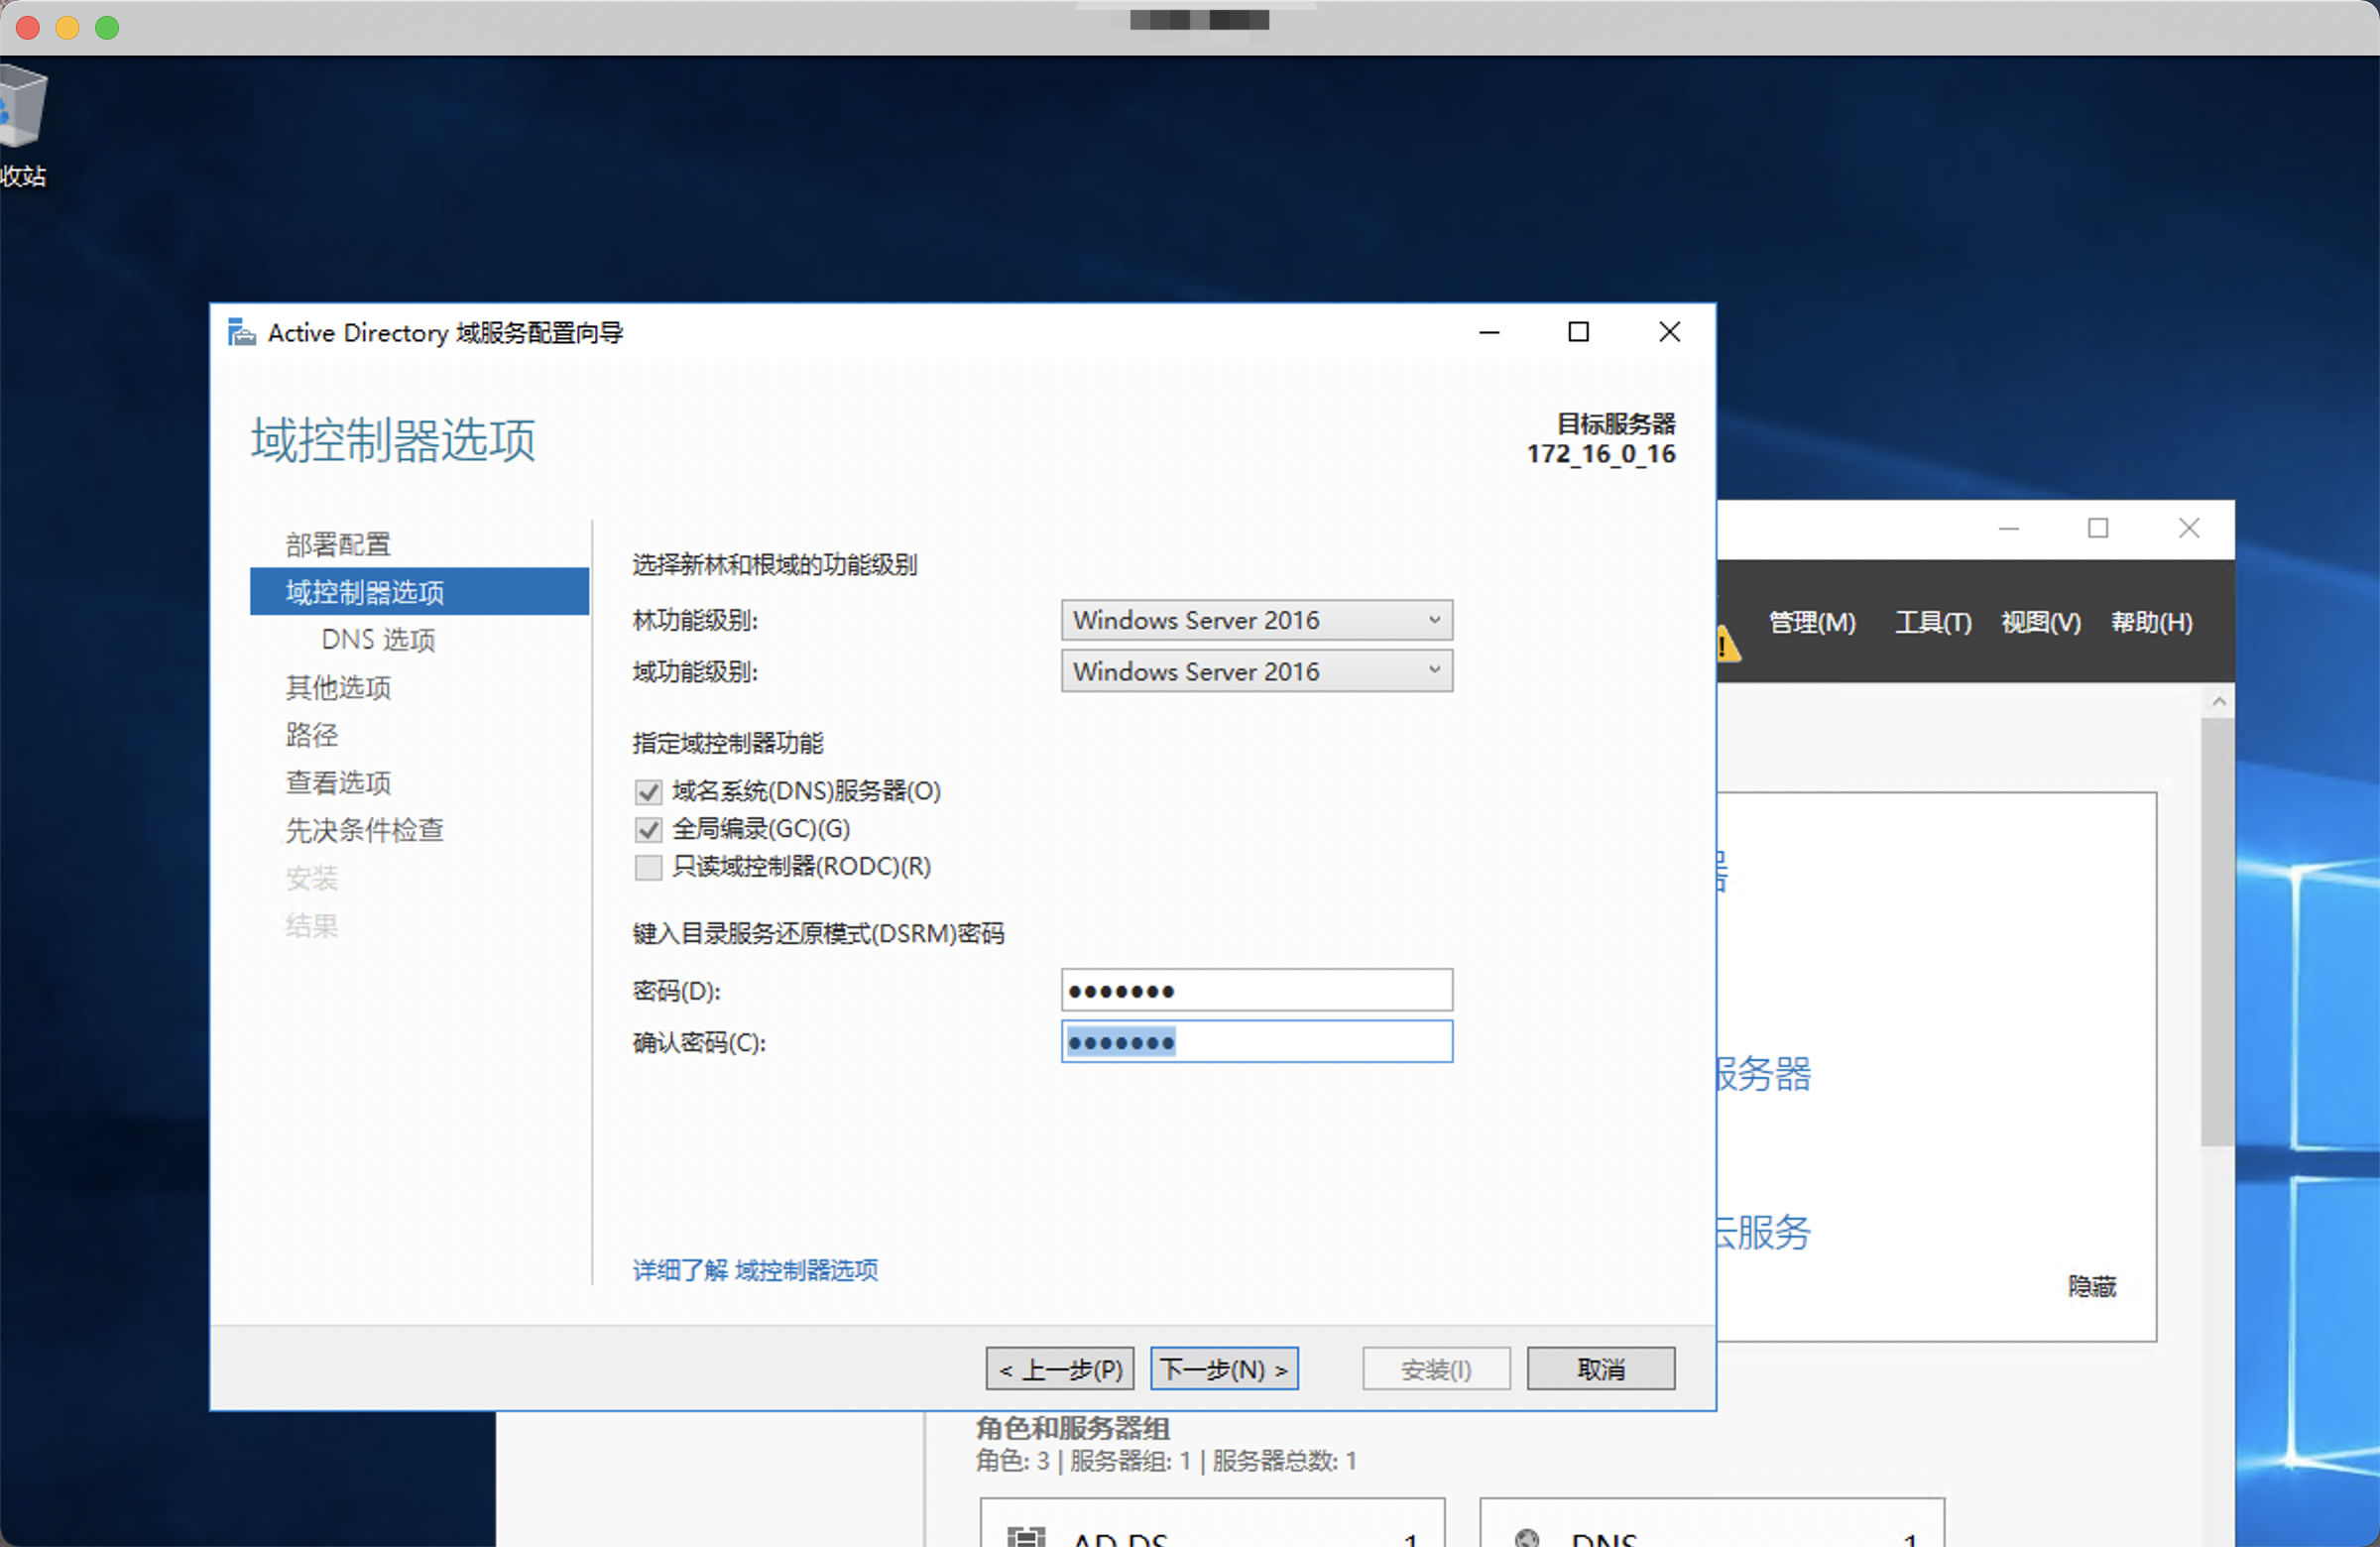 收站
Active Directory 域服务配置向导
域控制器选项
目标服务器
172_16_0_16
部署配置
域控制器选项
DNS 选项
其他选项
路径
查看选项
先决条件检查
安装
结果
选择新林和根域的功能级别
林功能级别: Windows Server 2016
域功能级别: Windows Server 2016
指定域控制器功能
域名系统(DNS)服务器(O)
全局编录(GC)(G)
只读域控制器(RODC)(R)
键入目录服务还原模式(DSRM)密码
密码(D): ●●●●●●●
确认密码(C): ●●●●●●●
详细了解 域控制器选项
< 上一步(P) 下一步(N) > 安装(I) 取消
管理(M) 工具(T) 视图(V) 帮助(H)
器
服务器
云服务
隐藏
角色和服务器组
角色: 3 | 服务器组: 1 | 服务器总数: 1
AD DS 1
DNS 1